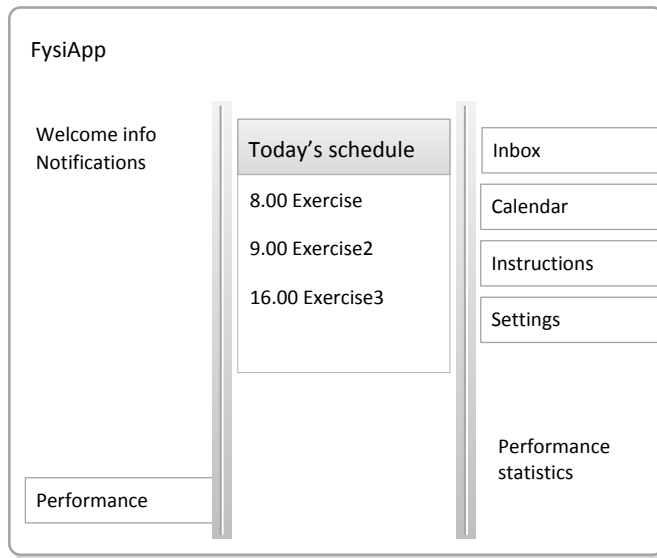 FysiApp
Welcome info
Notifications
Performance
Today’s schedule
8.00 Exercise
9.00 Exercise2
16.00 Exercise3
Inbox
Calendar
Instructions
Settings
Performance
statistics